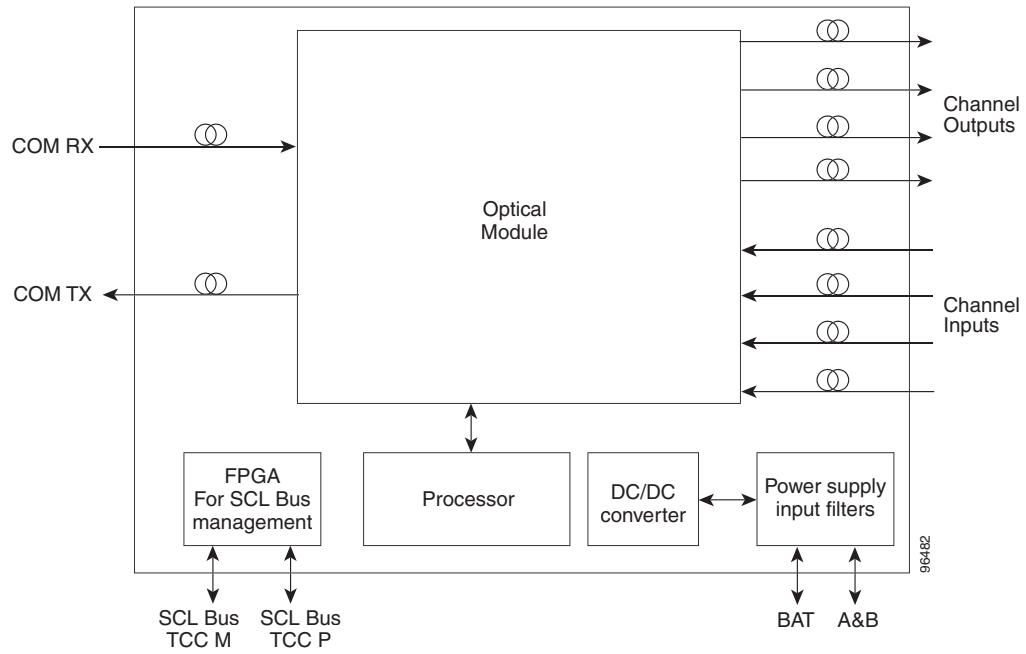 COM RX
COM TX
Optical
Module
Channel
Outputs
Channel
Inputs
FPGA
For SCL Bus
management
Processor
DC/DC
converter
Power supply
input filters
SCL Bus
TCC M
SCL Bus
TCC P
BAT
A&B
96482